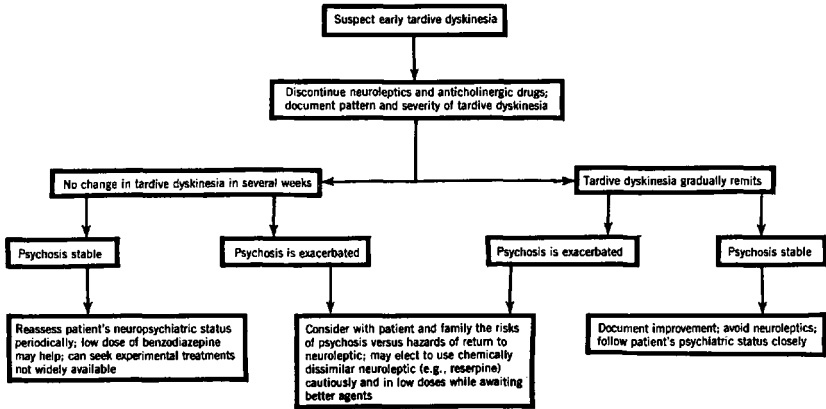 Suspect early tardive dyskinesia
Discontinue neuroleptics and anticholinergic drugs;
document pattern and severity of tardive dyskinesia
No change in tardive dyskinesia in several weeks
Tardive dyskinesia gradually remits
Psychosis stable
Psychosis is exacerbated
Psychosis is exacerbated
Psychosis stable
Reassess patient's neuropsychiatric status
periodically; low dose of benzodiazepine
may help; can seek experimental treatments
not widely available
Consider with patient and family the risks
of psychosis versus hazards of return to
neuroleptic; may elect to use chemically
dissimilar neuroleptic (e.g., reserpine)
cautiously and in low doses while awaiting
better agents
Document improvement; avoid neuroleptics;
follow patient's psychiatric status closely